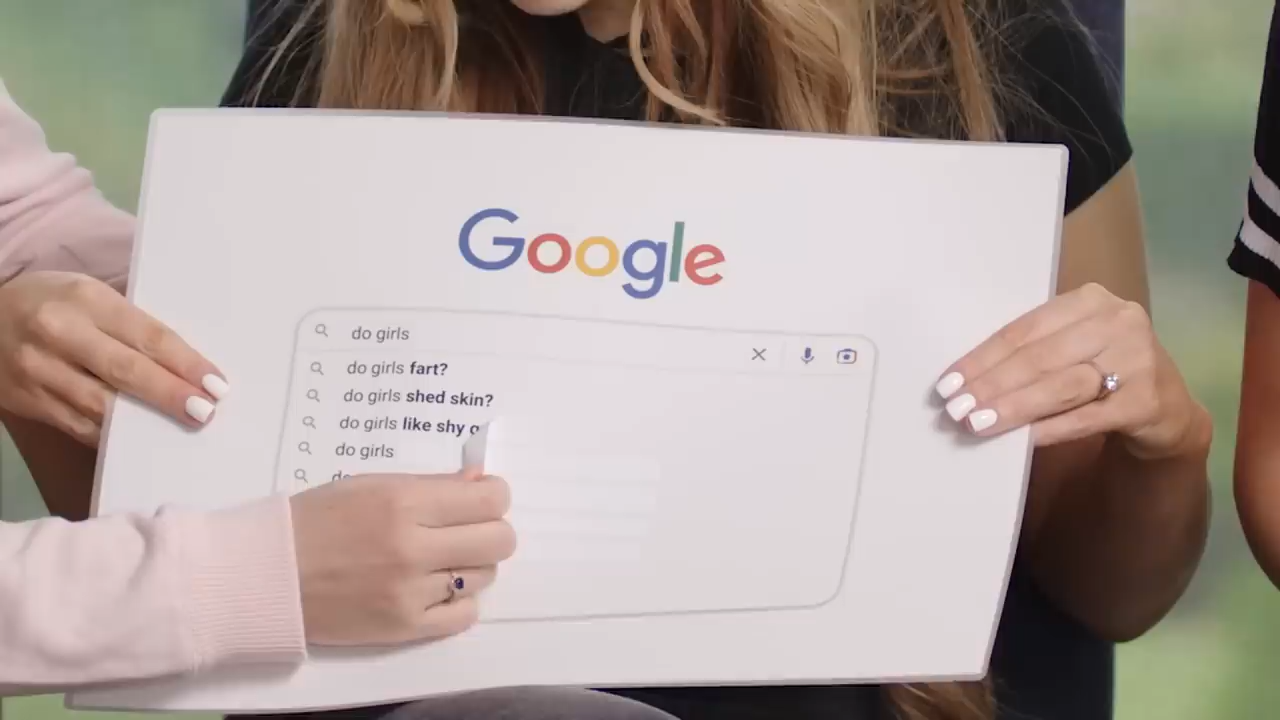 Google
do girls
do girls fart?
do girls shed skin?
do girls like shy
do girls